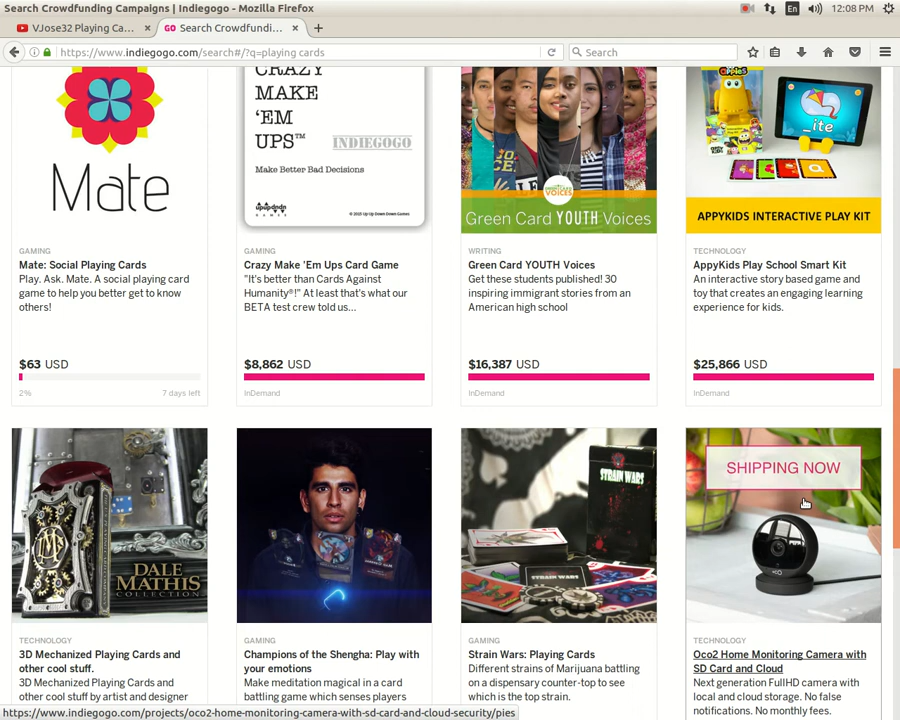 Search Crowdfunding Campaigns | Indiegogo - Mozilla Firefox
En
12:08 PM
VJose32 Playing Ca...
GO Search Crowdfundi...
https://www.indiegogo.com/search#/?q=playing cards
Search
Mate
GAMING
Mate: Social Playing Cards
Play. Ask. Mate. A social playing card
game to help you better get to know
others!
$63 USD
2%
7 days left
CRAZY
MAKE
'EM
UPS™
INDIEGOGO
Make Better Bad Decisions
© 2015 Up Up Down Down Games
GAMING
Crazy Make 'Em Ups Card Game
"It's better than Cards Against
Humanity®!" At least that's what our
BETA test crew told us...
$8,862 USD
InDemand
VOICES
Green Card YOUTH Voices
WRITING
Green Card YOUTH Voices
Get these students published! 30
inspiring immigrant stories from an
American high school
$16,387 USD
InDemand
apples
_ite
a
APPYKIDS INTERACTIVE PLAY KIT
TECHNOLOGY
AppyKids Play School Smart Kit
An interactive story based game and
toy that creates an engaging learning
experience for kids.
$25,866 USD
InDemand
DALE
MATHIS
COLLECTION
TECHNOLOGY
3D Mechanized Playing Cards and
other cool stuff.
3D Mechanized Playing Cards and
other cool stuff by artist and designer
GAMING
Champions of the Shengha: Play with
your emotions
Make meditation magical in a card
battling game which senses players
STRAIN WARS
STRAIN WARS
GAMING
Strain Wars: Playing Cards
Different strains of Marijuana battling
on a dispensary counter-top to see
which is the top strain.
SHIPPING NOW
TECHNOLOGY
Oco2 Home Monitoring Camera with
SD Card and Cloud
Next generation FullHD camera with
local and cloud storage. No false
notifications. No monthly fees.
https://www.indiegogo.com/projects/oco2-home-monitoring-camera-with-sd-card-and-cloud-security/pies